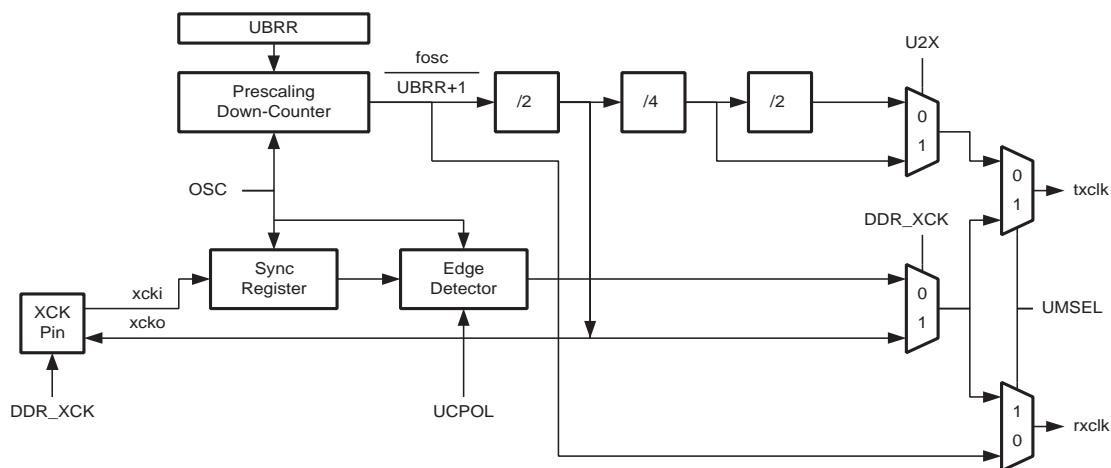 UBRR
fosc
U2X
Prescaling
Down-Counter
UBRR+1
/2
/4
/2
0
1
OSC
0
1
txclk
DDR_XCK
xcki
Sync
Register
Edge
Detector
0
1
XCK
Pin
xcko
UMSEL
DDR_XCK
UCPOL
1
0
rxclk